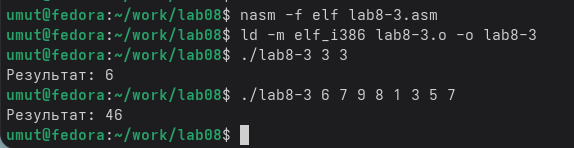 umut@fedora:~/work/lab08$ nasm -f elf lab8-3.asm
umut@fedora:~/work/lab08$ ld -m elf_i386 lab8-3.o -o lab8-3
umut@fedora:~/work/lab08$ ./lab8-3 3 3
Результат: 6
umut@fedora:~/work/lab08$ ./lab8-3 6 7 9 8 1 3 5 7
Результат: 46
umut@fedora:~/work/lab08$